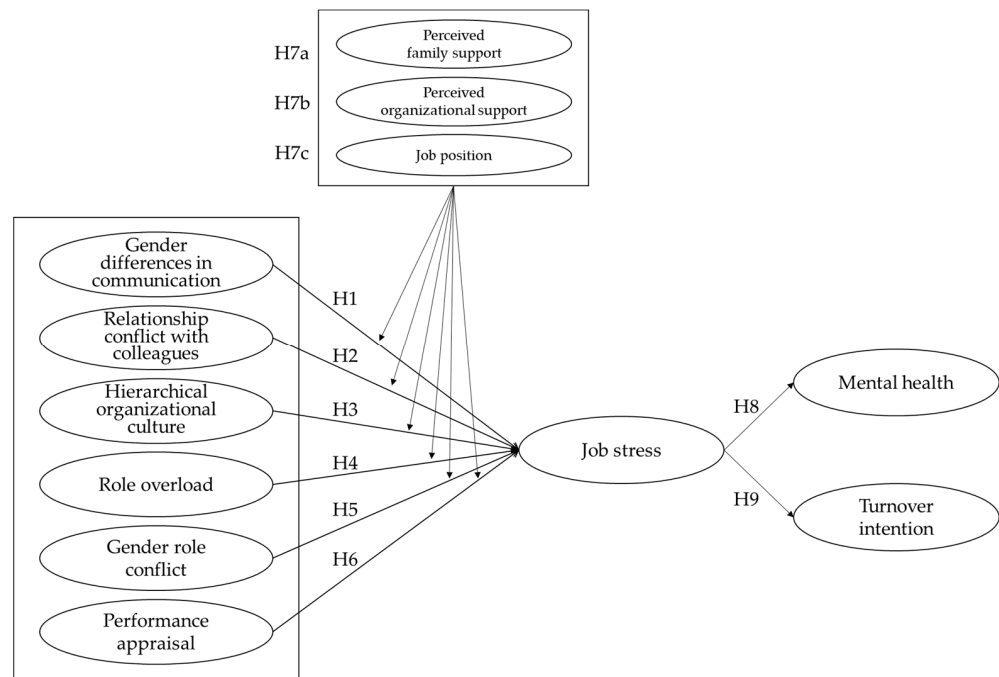 H7a
Perceived
family support
H7b
Perceived
organizational support
H7c
Job position
Gender
differences in
communication
H1
Relationship
conflict with
colleagues
H2
Hierarchical
organizational
culture
H3
Role overload
H4
Gender role
conflict
H5
Performance
appraisal
H6
Job stress
H8
Mental health
H9
Turnover
intention